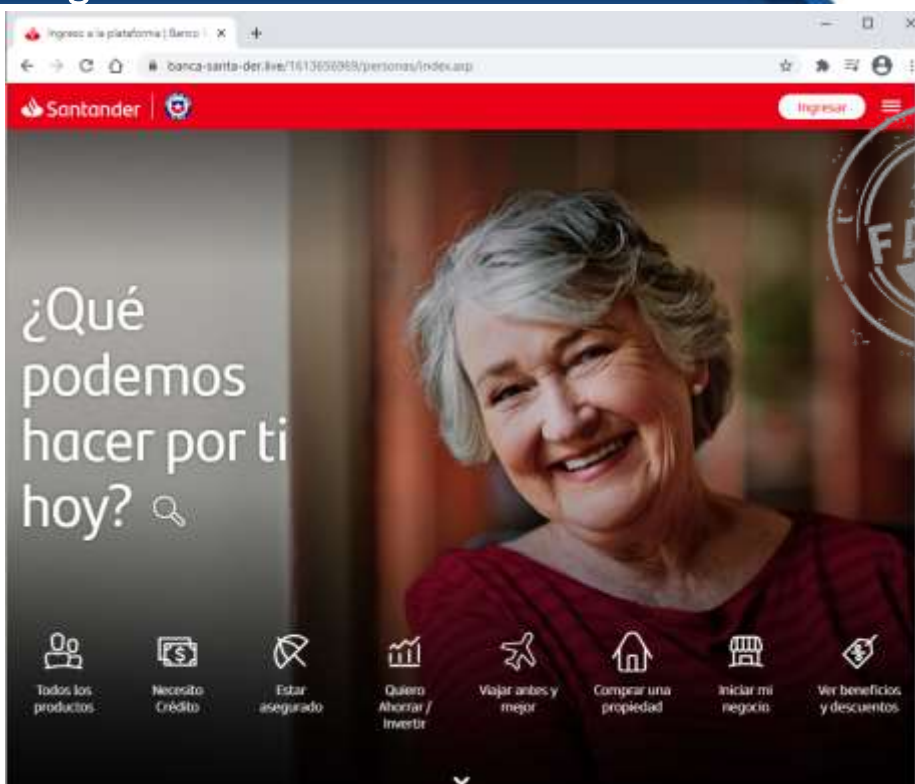 Ingreso a la plataforma | Banco
banca-santa-der.live/1613656969/personas/index.asp
Santander
Ingresar
¿Qué
podemos
hacer por ti
hoy?
Todos los
productos
Necesito
Crédito
Estar
asegurado
Quiero
Ahorrar /
Invertir
Viajar antes y
mejor
Comprar una
propiedad
Iniciar mi
negocio
Ver beneficios
y descuentos